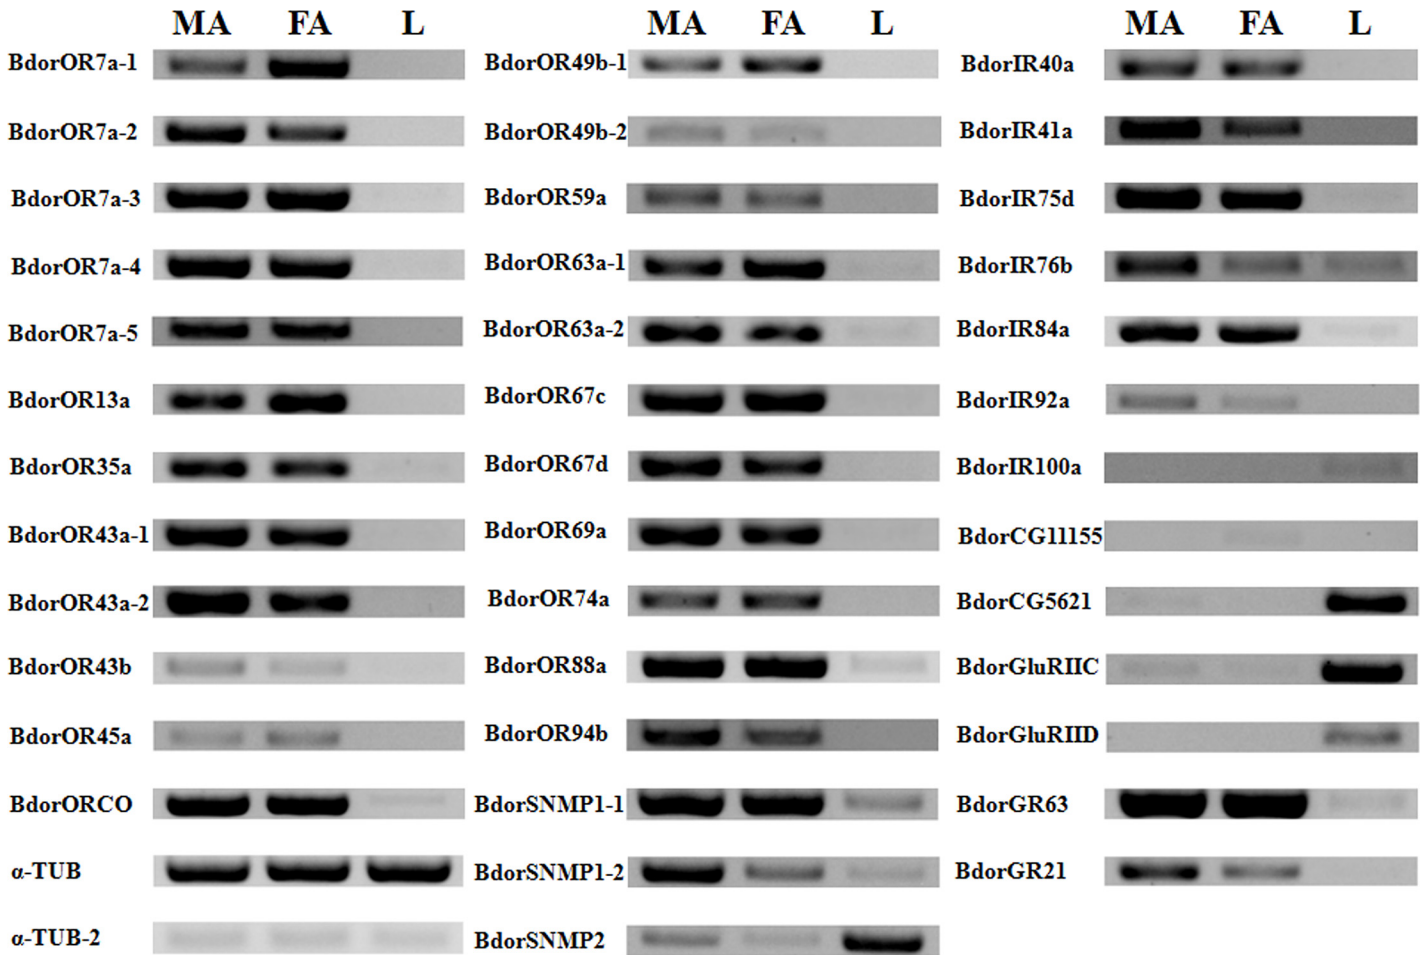 MA FA L
BdorOR7a-1
BdorOR7a-2
BdorOR7a-3
BdorOR7a-4
BdorOR7a-5
BdorOR13a
BdorOR35a
BdorOR43a-1
BdorOR43a-2
BdorOR43b
BdorOR45a
BdorORCO
α-TUB
α-TUB-2
MA FA L
BdorOR49b-1
BdorOR49b-2
BdorOR59a
BdorOR63a-1
BdorOR63a-2
BdorOR67c
BdorOR67d
BdorOR69a
BdorOR74a
BdorOR88a
BdorOR94b
BdorSNMP1-1
BdorSNMP1-2
BdorSNMP2
MA FA L
BdorIR40a
BdorIR41a
BdorIR75d
BdorIR76b
BdorIR84a
BdorIR92a
BdorIR100a
BdorCG11155
BdorCG5621
BdorGluRIIC
BdorGluRIID
BdorGR63
BdorGR21